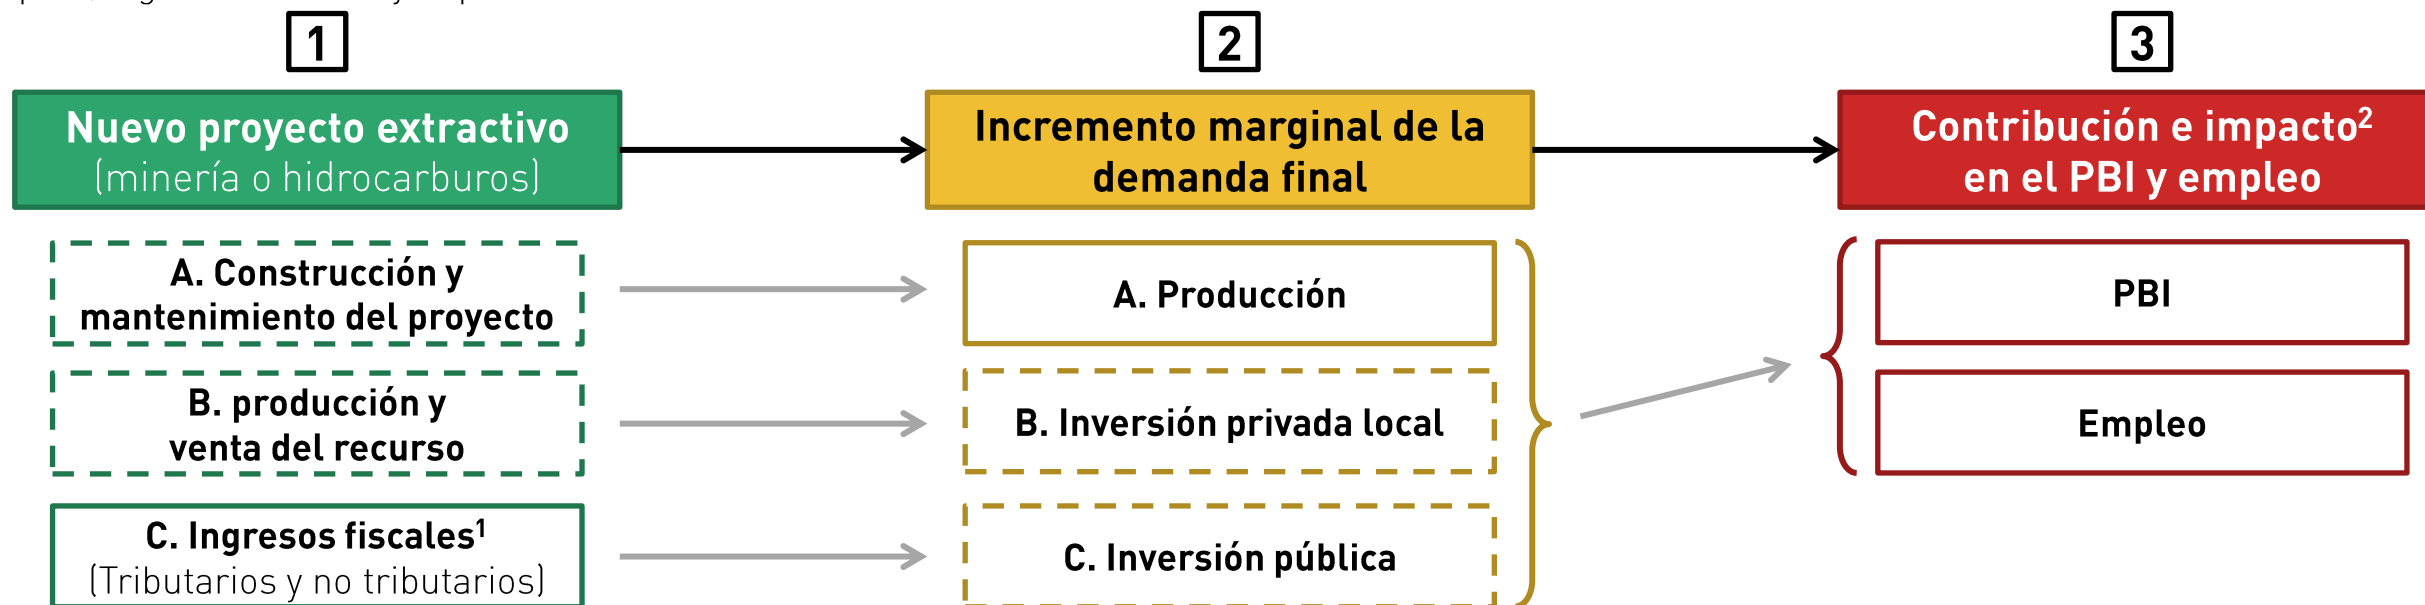 1
2
3
Nuevo proyecto extractivo
(minería o hidrocarburos)
Incremento marginal de la
demanda final
Contribución e impacto²
en el PBI y empleo
A. Construcción y
mantenimiento del proyecto
A. Producción
PBI
B. producción y
venta del recurso
B. Inversión privada local
Empleo
C. Ingresos fiscales¹
(Tributarios y no tributarios)
C. Inversión pública